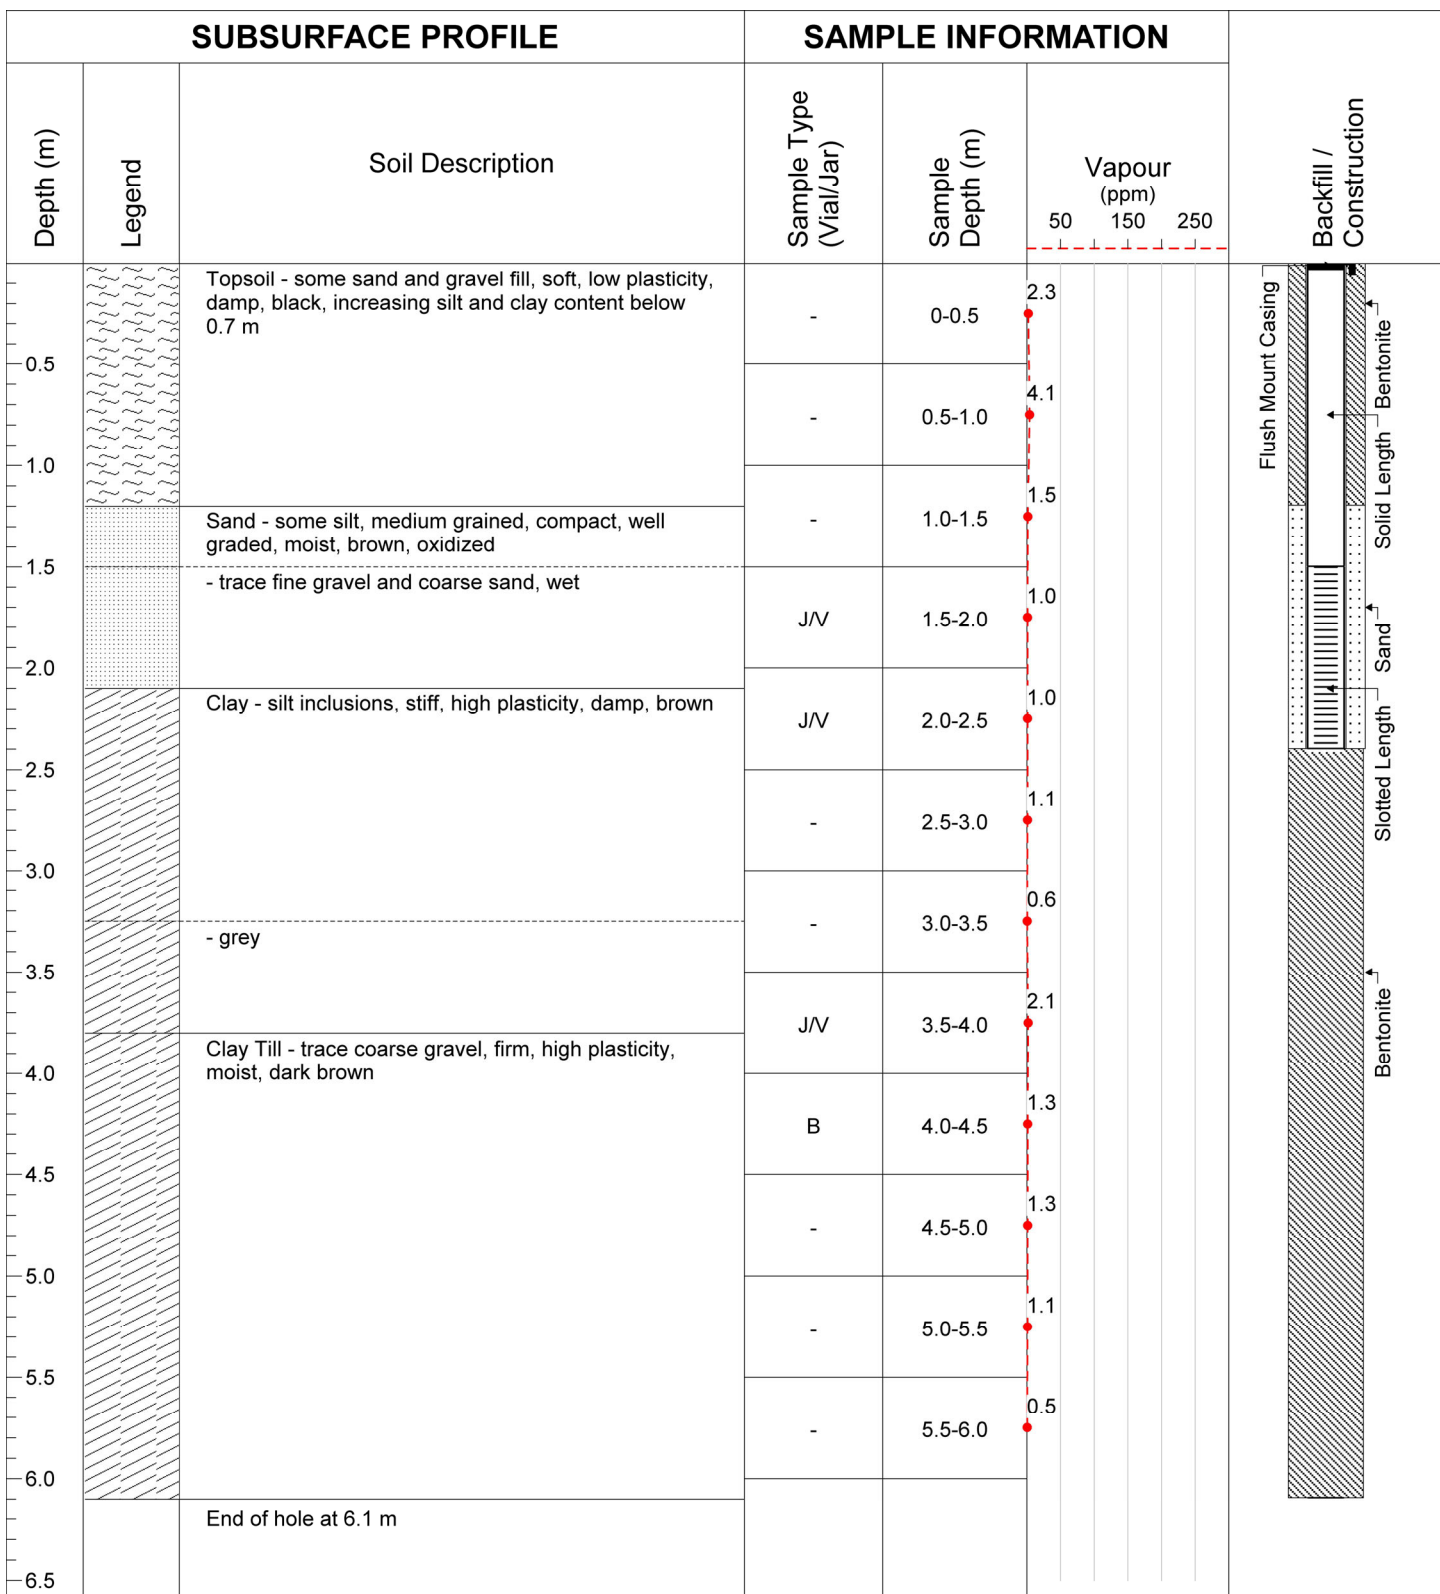 SUBSURFACE PROFILE
SAMPLE INFORMATION
Depth (m)
Legend
Soil Description
Sample Type
(Vial/Jar)
Sample
Depth (m)
Vapour
(ppm)
50 150 250
Backfill /
Construction
Topsoil - some sand and gravel fill, soft, low plasticity,
damp, black, increasing silt and clay content below
0.7 m
- 0-0.5 2.3
0.5
- 0.5-1.0 4.1
1.0
- 1.0-1.5 1.5
Sand - some silt, medium grained, compact, well
graded, moist, brown, oxidized
1.5
- trace fine gravel and coarse sand, wet
J/V 1.5-2.0 1.0
2.0
Clay - silt inclusions, stiff, high plasticity, damp, brown
J/V 2.0-2.5 1.0
2.5
- 2.5-3.0 1.1
3.0
- 3.0-3.5 0.6
- grey
3.5
J/V 3.5-4.0 2.1
Clay Till - trace coarse gravel, firm, high plasticity,
moist, dark brown
4.0
B 4.0-4.5 1.3
4.5
- 4.5-5.0 1.3
5.0
- 5.0-5.5 1.1
5.5
- 5.5-6.0 0.5
6.0
End of hole at 6.1 m
6.5
Flush Mount Casing
Bentonite
Solid Length
Sand
Slotted Length
Bentonite